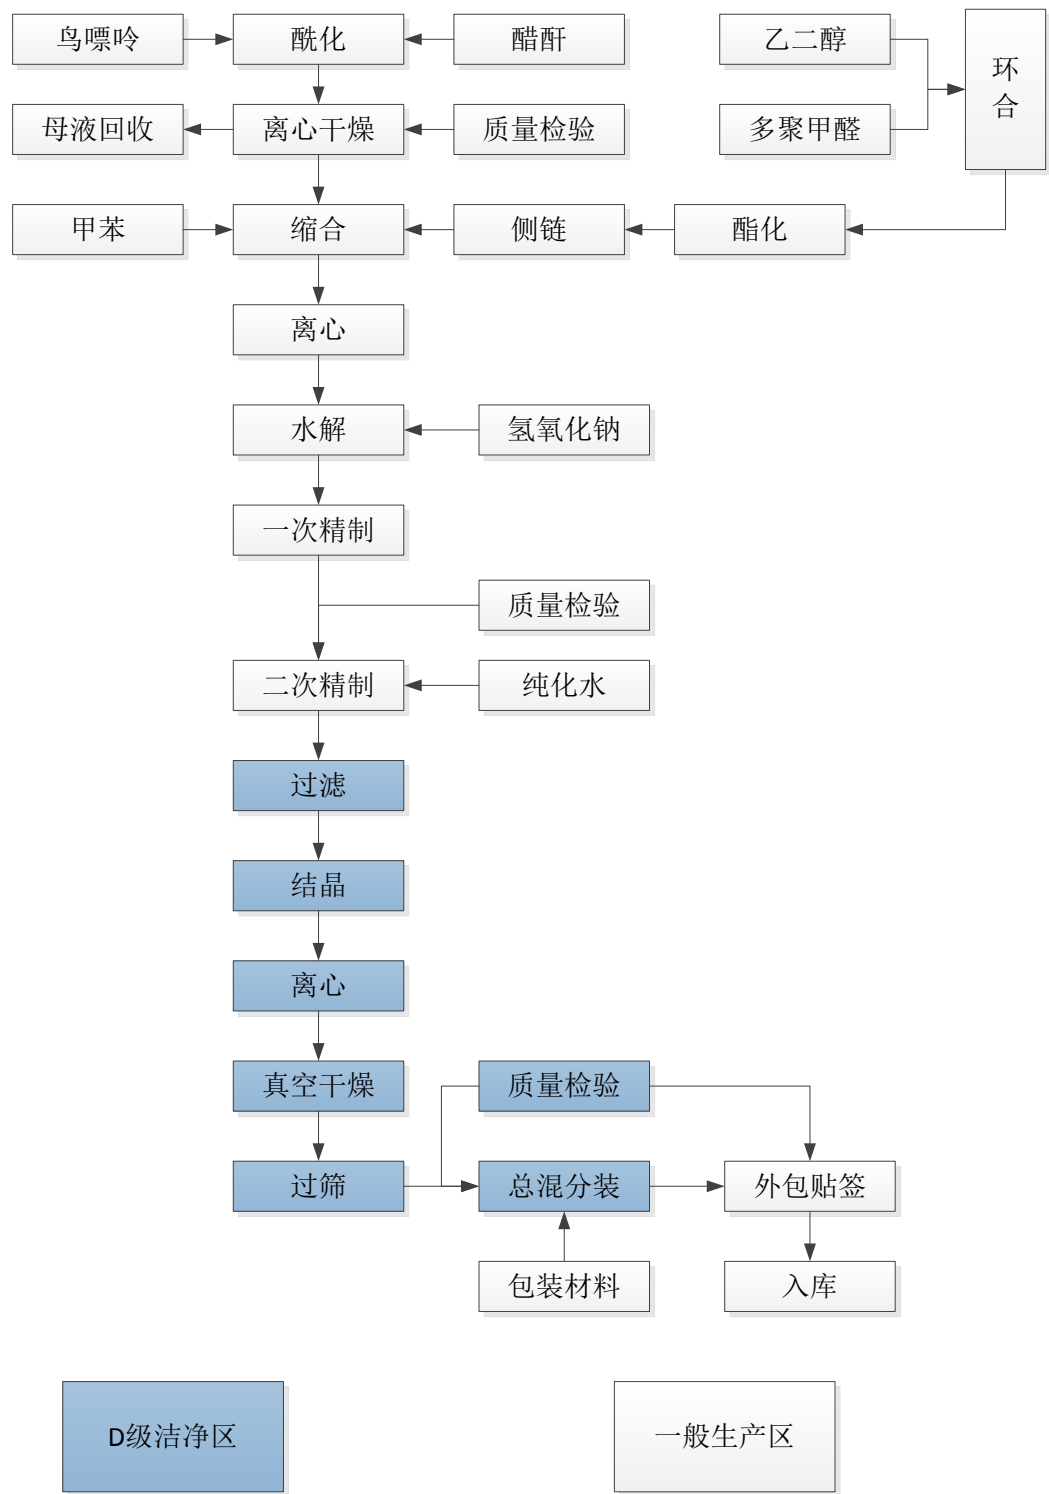 鸟嘌呤
酰化
醋酐
乙二醇
环
合
母液回收
离心干燥
质量检验
多聚甲醛
甲苯
缩合
侧链
酯化
离心
水解
氢氧化钠
一次精制
质量检验
二次精制
纯化水
过滤
结晶
离心
真空干燥
质量检验
过筛
总混分装
外包贴签
包装材料
入库
D级洁净区
一般生产区